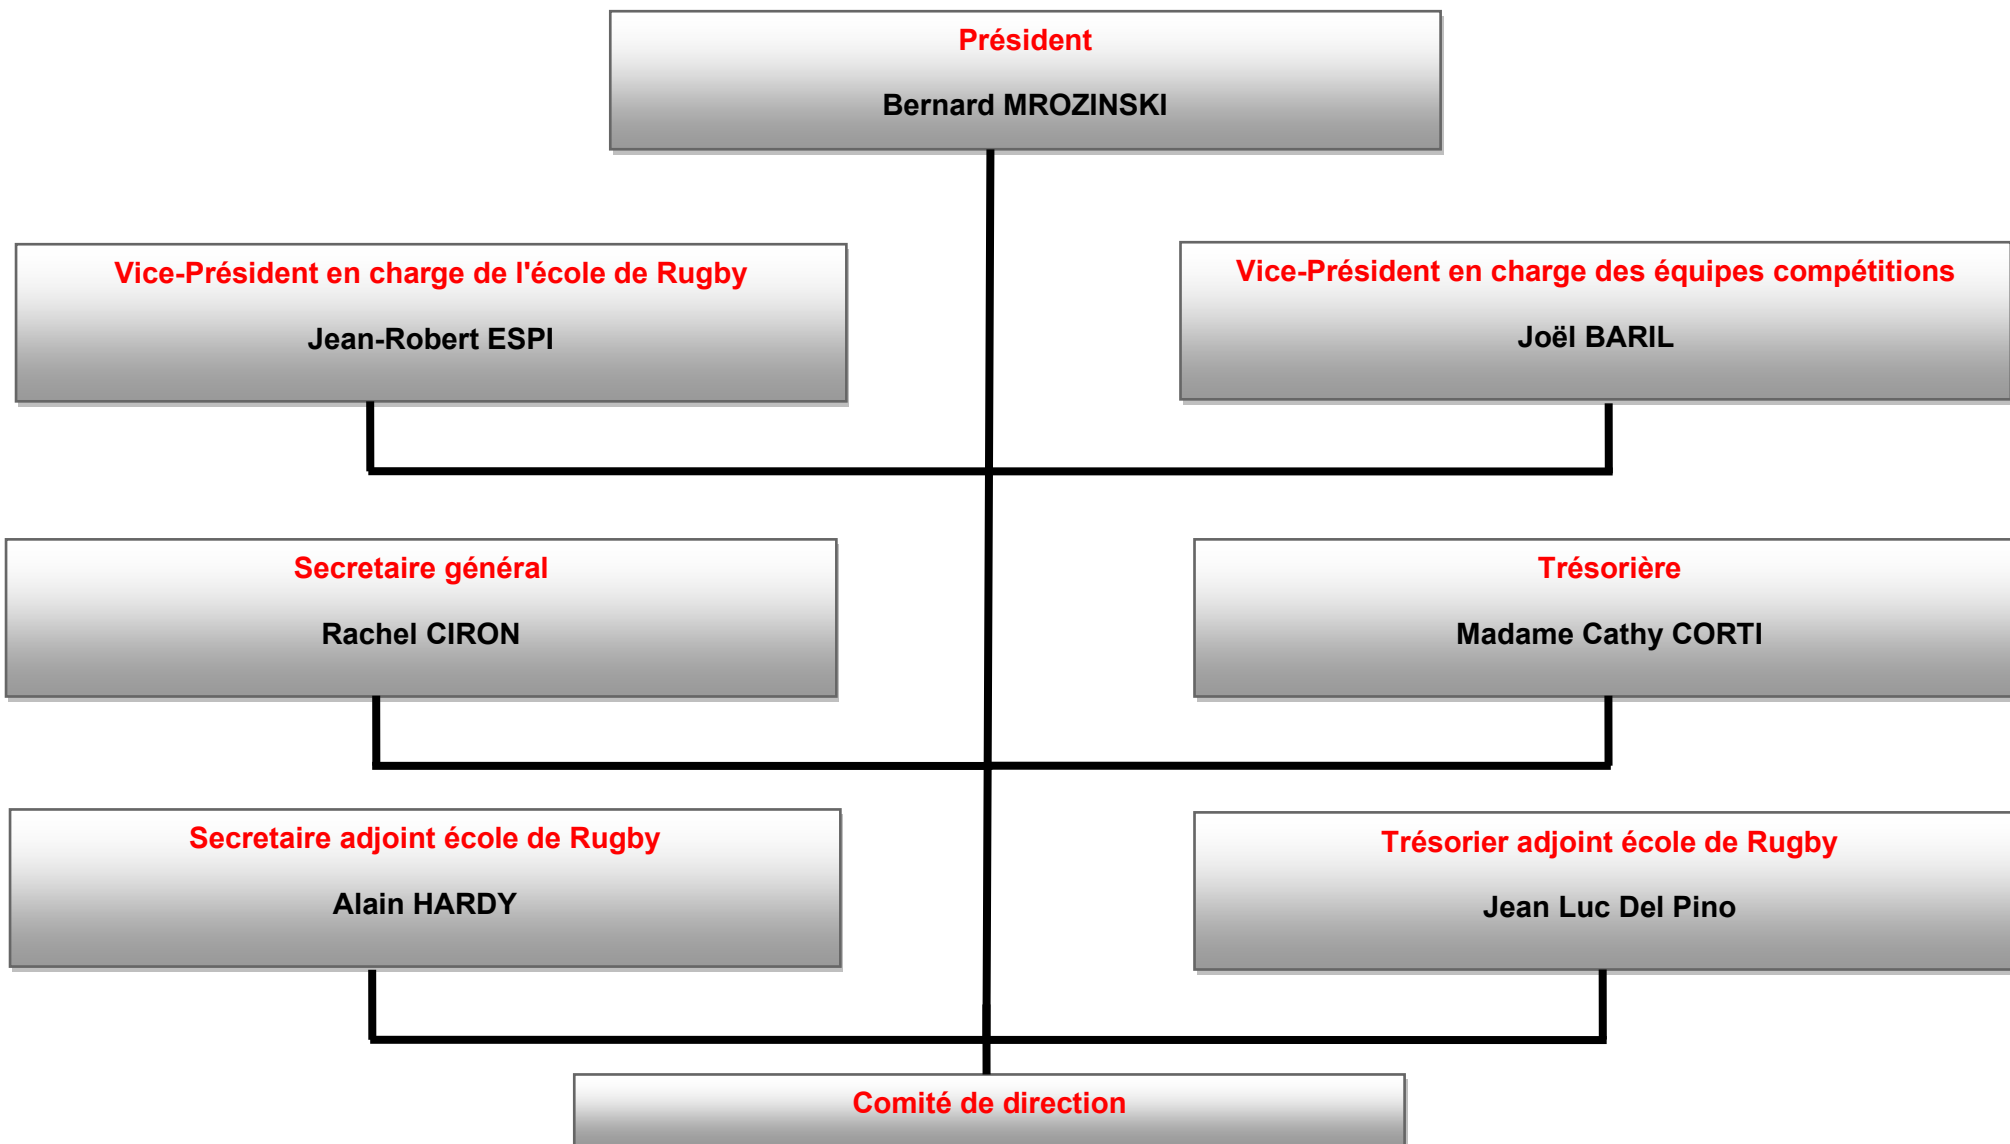 Président
Bernard MROZINSKI
Vice-Président en charge de l'école de Rugby
Jean-Robert ESPI
Vice-Président en charge des équipes compétitions
Joël BARIL
Secretaire général
Rachel CIRON
Trésorière
Madame Cathy CORTI
Secretaire adjoint école de Rugby
Alain HARDY
Trésorier adjoint école de Rugby
Jean Luc Del Pino
Comité de direction